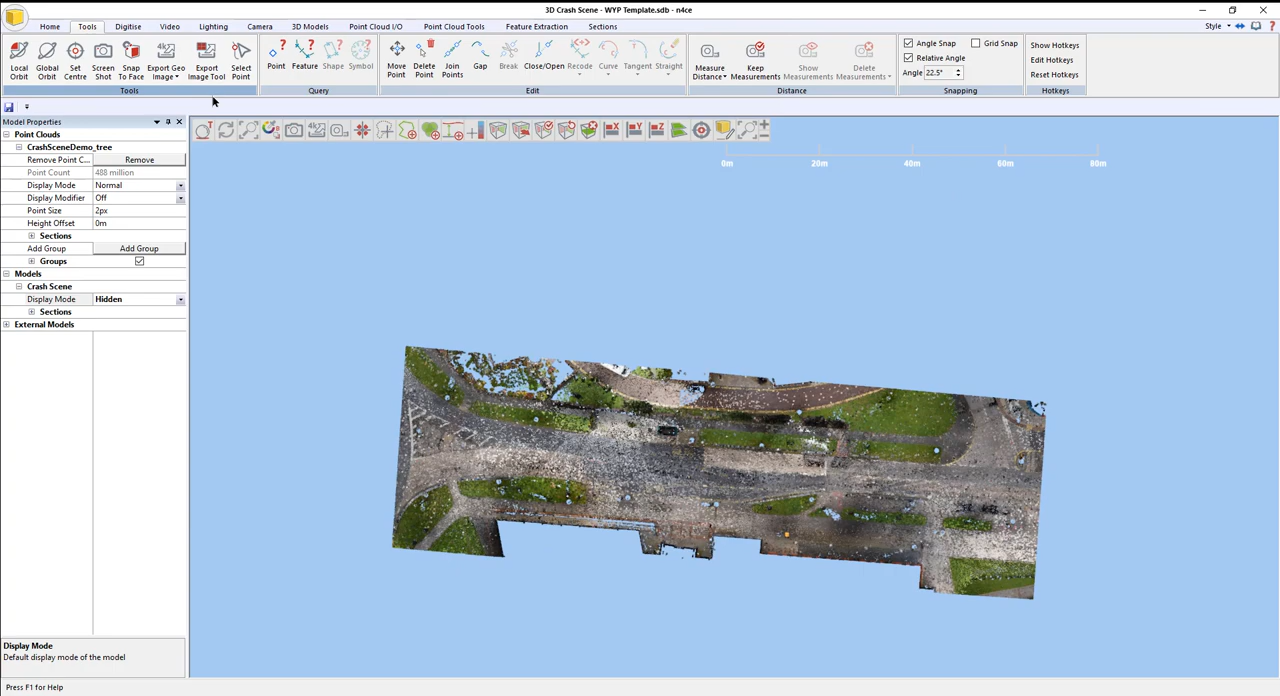 3D Crash Scene - WYP Template.sdb - n4ce
Home Tools Digitise Video Lighting Camera 3D Models Point Cloud I/O Point Cloud Tools Feature Extraction Sections Style
Local Orbit
Global Orbit
Set Centre
Screen Shot
Snap To Face
4k2d
Export Geo Image
Export Image Tool
Select Point
Point
Feature
Shape
Symbol
Move Point
Delete Point
Join Points
Gap
Break
Close/Open
Recode
Curve
Tangent
Straight
Measure Distance
Keep Measurements
Show Measurements
Delete Measurements
Angle Snap Grid Snap
Relative Angle
Angle 22.5°
Show Hotkeys
Edit Hotkeys
Reset Hotkeys
Tools Query Edit Distance Snapping Hotkeys
Model Properties
Point Clouds
CrashSceneDemo_tree
Remove Point C... Remove
Point Count 488 million
Display Mode Normal
Display Modifier Off
Point Size 2px
Height Offset 0m
Sections
Add Group Add Group
Groups
Models
Crash Scene
Display Mode Hidden
Sections
External Models
4k2d
X Y Z
0m 20m 40m 60m 80m
Display Mode
Default display mode of the model
Press F1 for Help